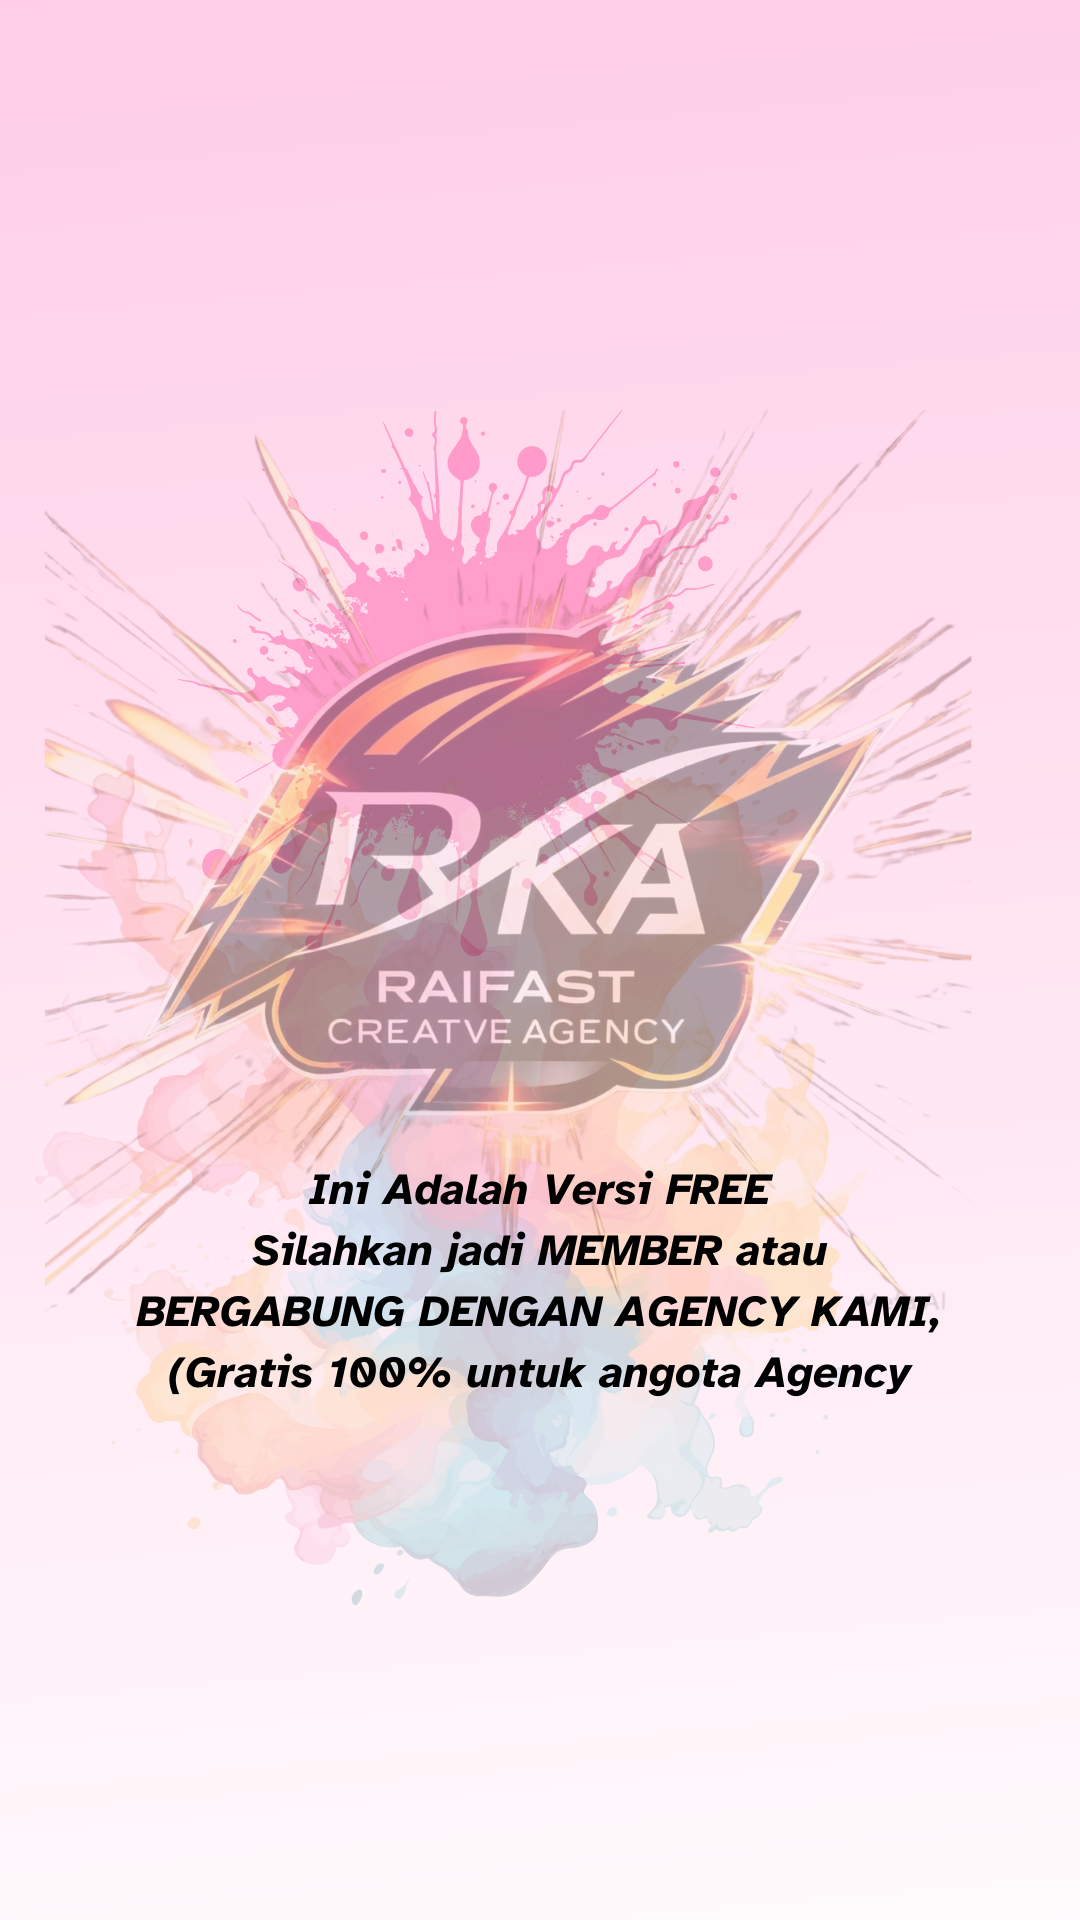 RKA
RAIFAST
CREATVE AGENCY
Ini Adalah Versi FREE
Silahkan jadi MEMBER atau
BERGABUNG DENGAN AGENCY KAMI,
(Gratis 100% untuk angota Agency